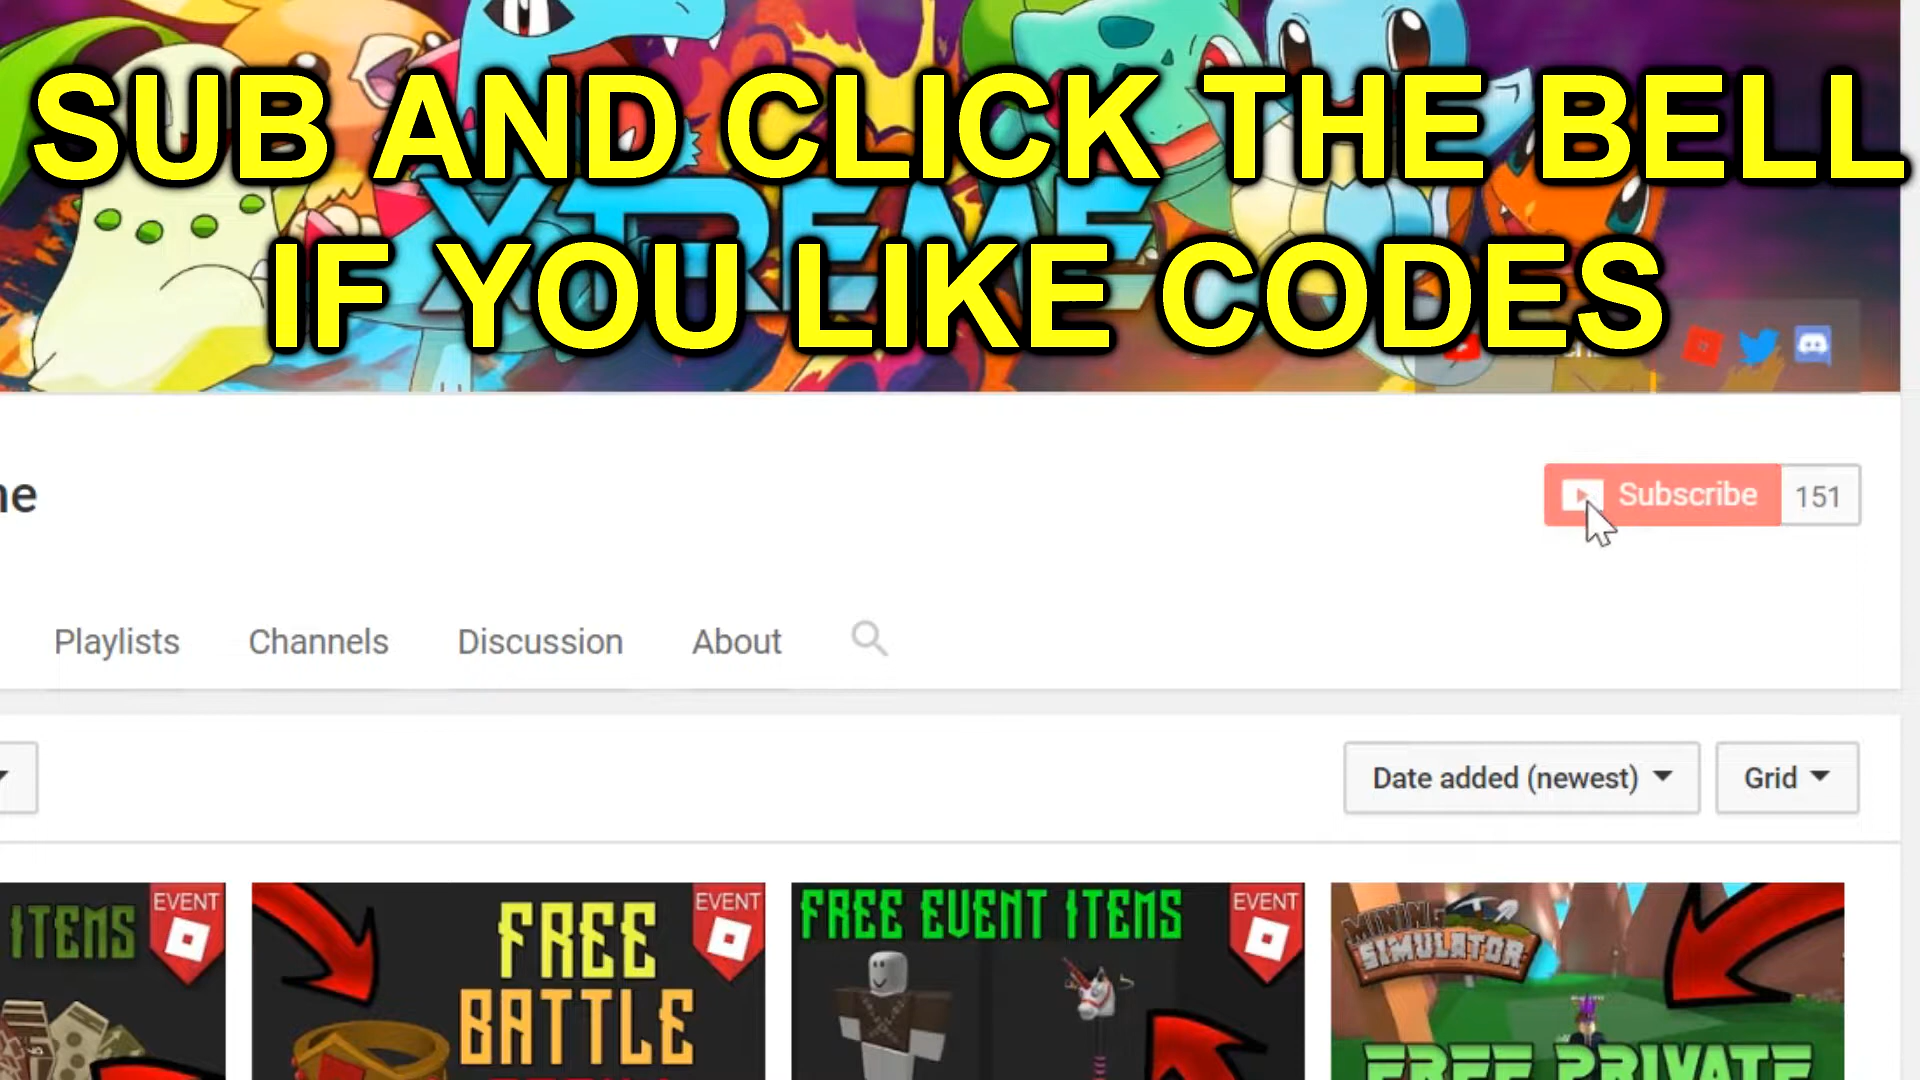 SUB AND CLICK THE BELL
XTREME
IF YOU LIKE CODES
Subscribe 151
Playlists Channels Discussion About
Date added (newest) Grid
ITEMS EVENT
FREE EVENT
BATTLE
FREE EVENT ITEMS EVENT
MINING
SIMULATOR
FREE PRIVATE